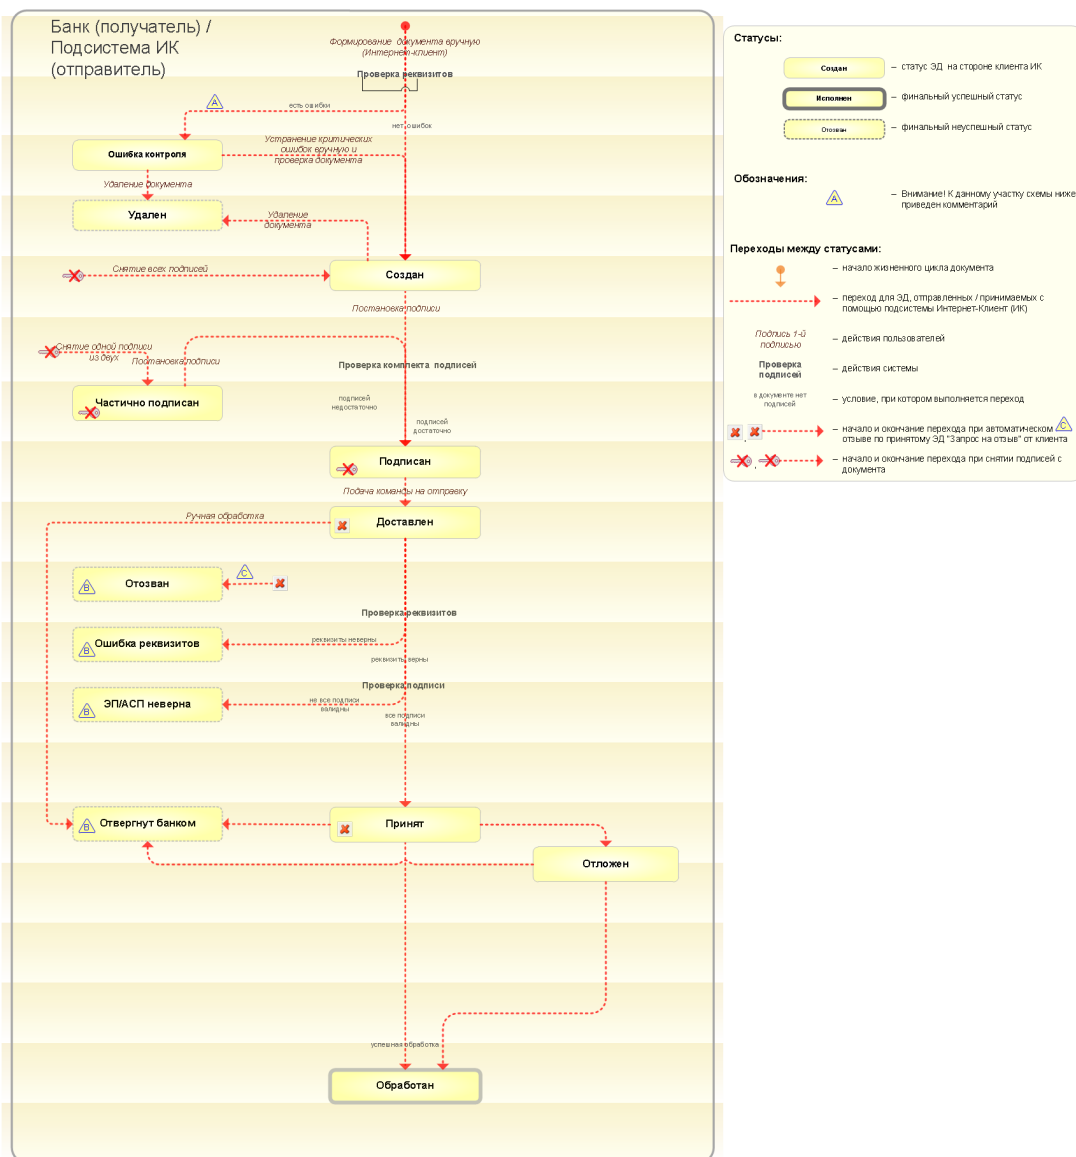 Банк (получатель) /
Подсистема ИК
(отправитель)
Формирование документа вручную
(Интернет-клиент)
Проверка реквизитов
A
есть ошибки
нет ошибок
Ошибка контроля
Устранение критических
ошибок вручную и
проверка документа
Удаление документа
Удален
Удаление
документа
Снятие всех подписей
Создан
Постановка подписи
Снятие одной подписи
из двух
Постановка подписи
Проверка комплекта подписей
Частично подписан
подписей
недостаточно
подписей
достаточно
Подписан
Подача команды на отправку
Ручная обработка
Доставлен
B
Отозван
C
Проверка реквизитов
B
Ошибка реквизитов
реквизиты неверны
реквизиты верны
Проверка подписи
B
ЭП/АСП неверна
не все подписи
валидны
все подписи
валидны
B
Отвергнут банком
Принят
Отложен
успешная обработка
Обработан
Статусы:
Создан
– статус ЭД на стороне клиента ИК
Исполнен
– финальный успешный статус
Отозван
– финальный неуспешный статус
Обозначения:
A
– Внимание! К данному участку схемы ниже
приведен комментарий
Переходы между статусами:
– начало жизненного цикла документа
– переход для ЭД, отправленных / принимаемых с
помощью подсистемы Интернет-Клиент (ИК)
Подпись 1-й
подписью
– действия пользователей
Проверка
подписей
– действия системы
в документе нет
подписей
– условие, при котором выполняется переход
– начало и окончание перехода при автоматическом C
отзыве по принятому ЭД "Запрос на отзыв" от клиента
– начало и окончание перехода при снятии подписей с
документа